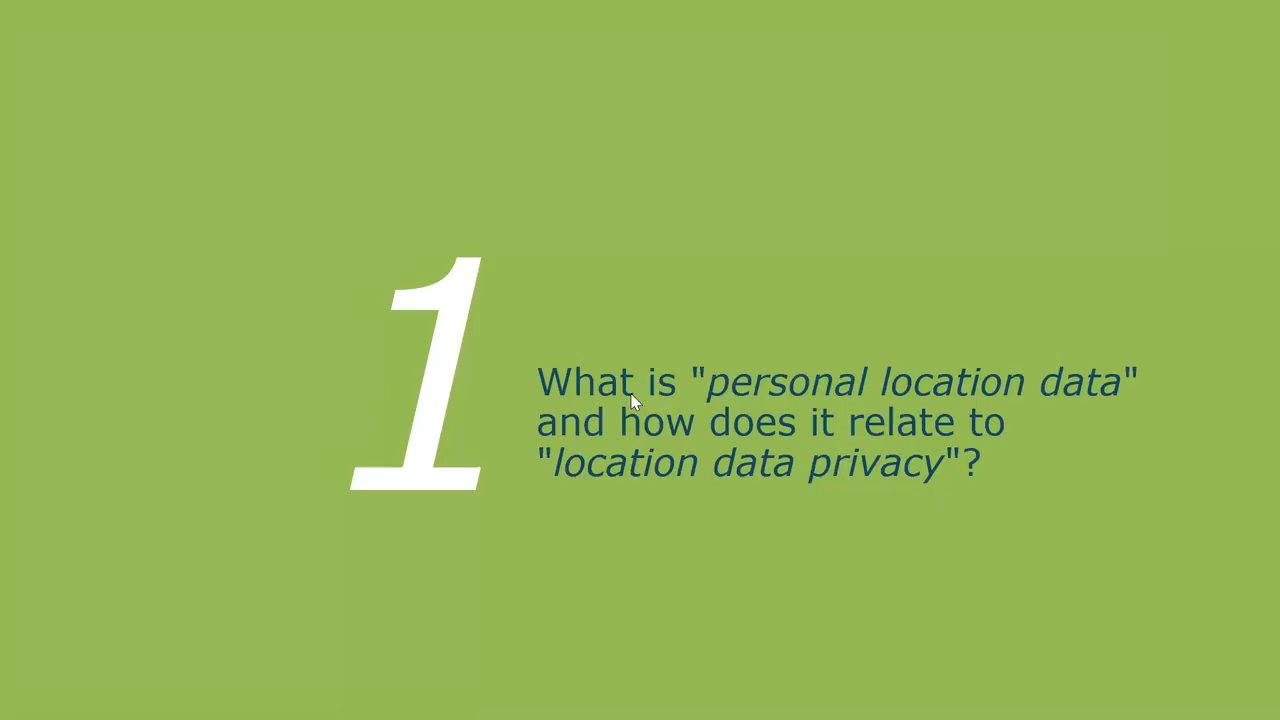 1
What is "personal location data"
and how does it relate to
"location data privacy"?